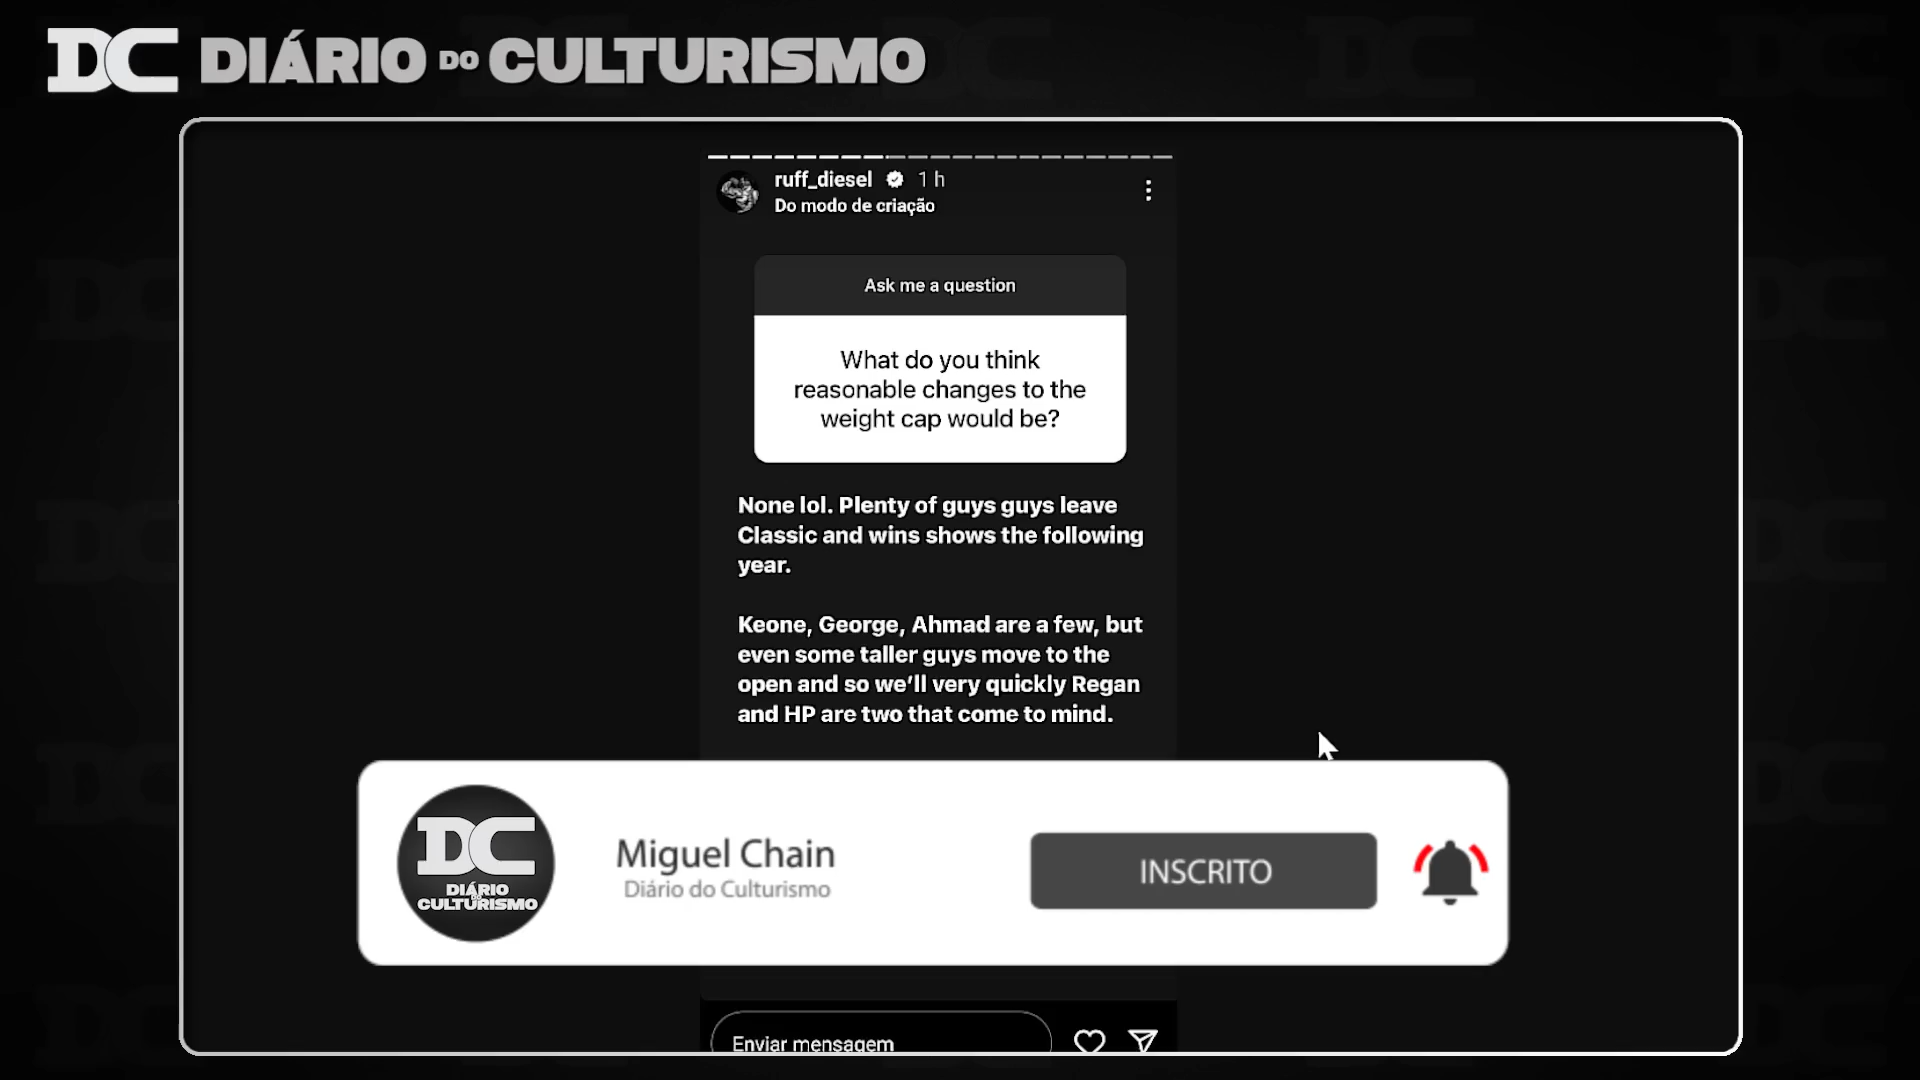 DC DIÁRIO DO CULTURISMO
ruff_diesel 1 h
Do modo de criação
Ask me a question
What do you think
reasonable changes to the
weight cap would be?
None lol. Plenty of guys guys leave
Classic and wins shows the following
year.
Keone, George, Ahmad are a few, but
even some taller guys move to the
open and so we’ll very quickly Regan
and HP are two that come to mind.
DC
DIÁRIO
DO
CULTURISMO
Miguel Chain
Diário do Culturismo
INSCRITO
Enviar mensagem